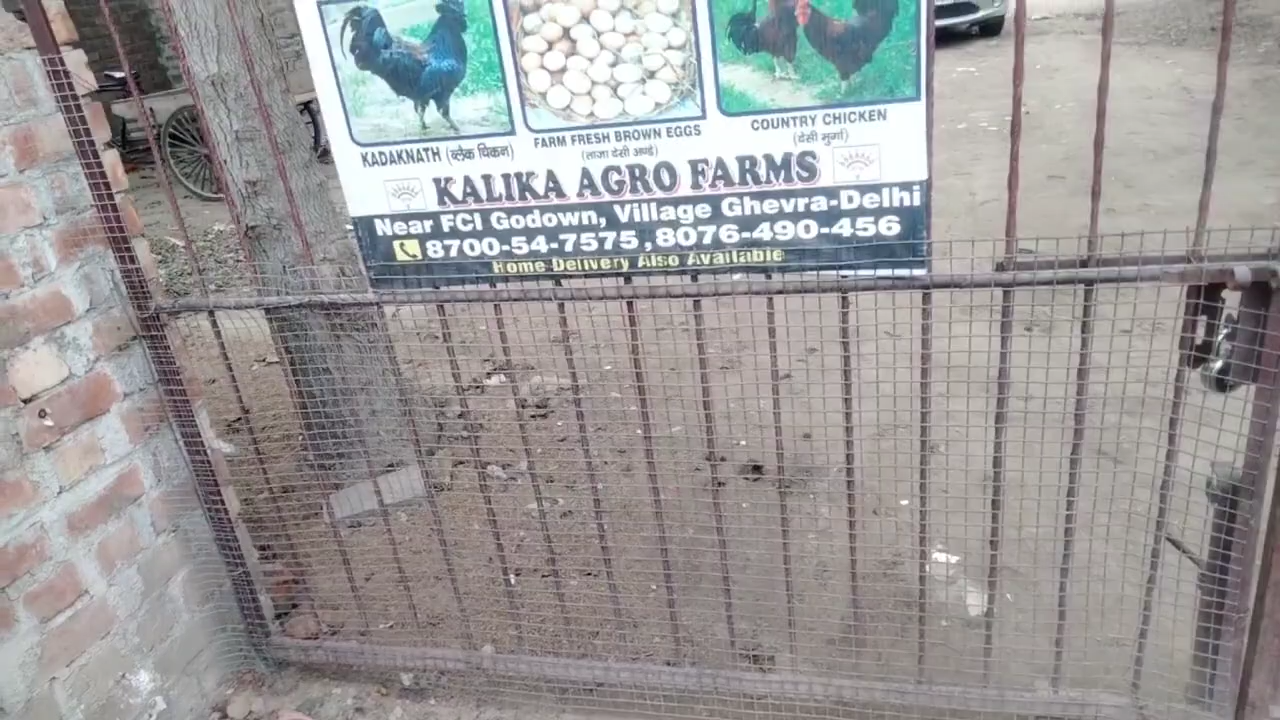 KADAKNATH (ब्लैक चिकन)
FARM FRESH BROWN EGGS
(ताजा देसी अण्डे)
COUNTRY CHICKEN
(देसी मुर्गा)
KALIKA AGRO FARMS
Near FCI Godown, Village Ghevra-Delhi
8700-54-7575, 8076-490-456
Home Delivery Also Available